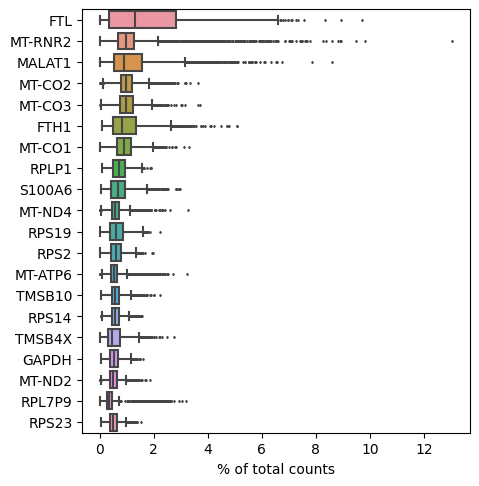 FTL
MT-RNR2
MALAT1
MT-CO2
MT-CO3
FTH1
MT-CO1
RPLP1
S100A6
MT-ND4
RPS19
RPS2
MT-ATP6
TMSB10
RPS14
TMSB4X
GAPDH
MT-ND2
RPL7P9
RPS23
0 2 4 6 8 10 12
% of total counts